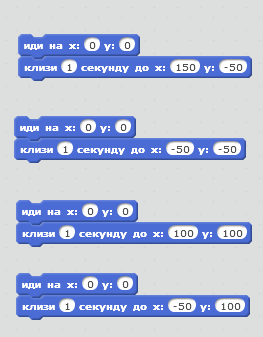 иди на x: 0 y: 0
клизи 1 секунду до x: 150 y: -50
иди на x: 0 y: 0
клизи 1 секунду до x: -50 y: -50
иди на x: 0 y: 0
клизи 1 секунду до x: 100 y: 100
иди на x: 0 y: 0
клизи 1 секунду до x: -50 y: 100